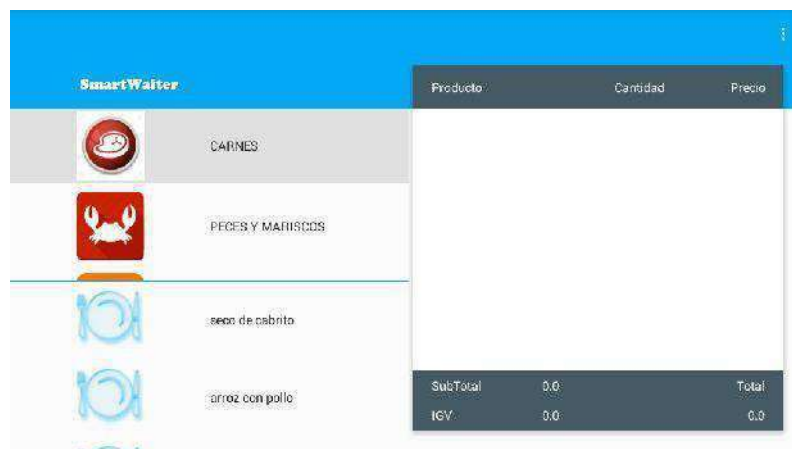 SmartWaiter
Producto Cantidad Precio
CARNES
PECES Y MARISCOS
seco de cabrito
arroz con pollo
SubTotal 0.0 Total
IGV 0.0 0.0